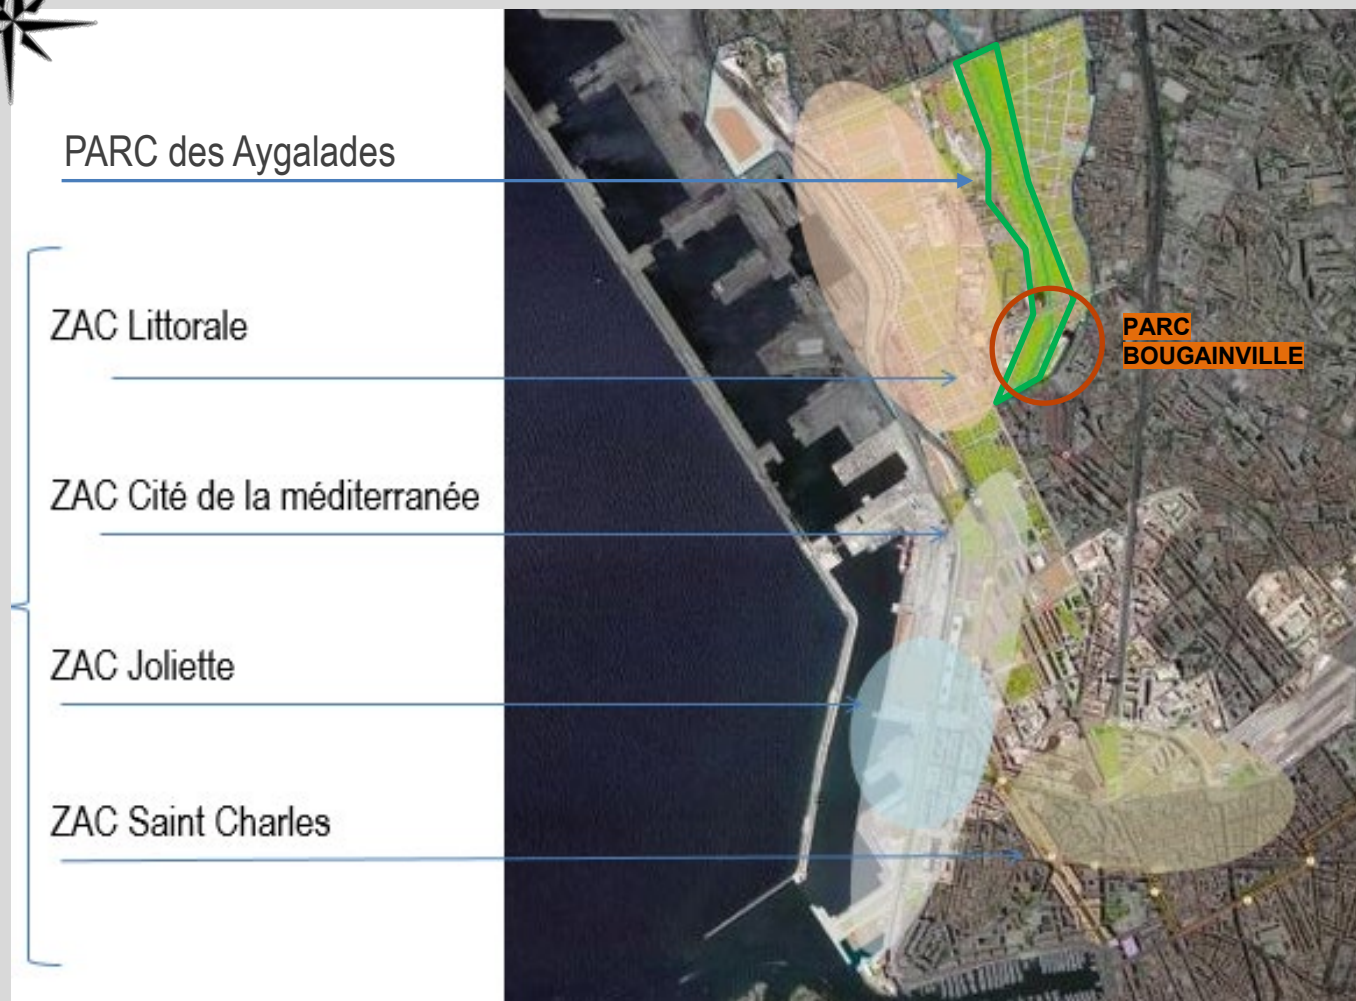 PARC des Aygalades
ZAC Littorale
PARC
BOUGAINVILLE
ZAC Cité de la méditerranée
ZAC Joliette
ZAC Saint Charles